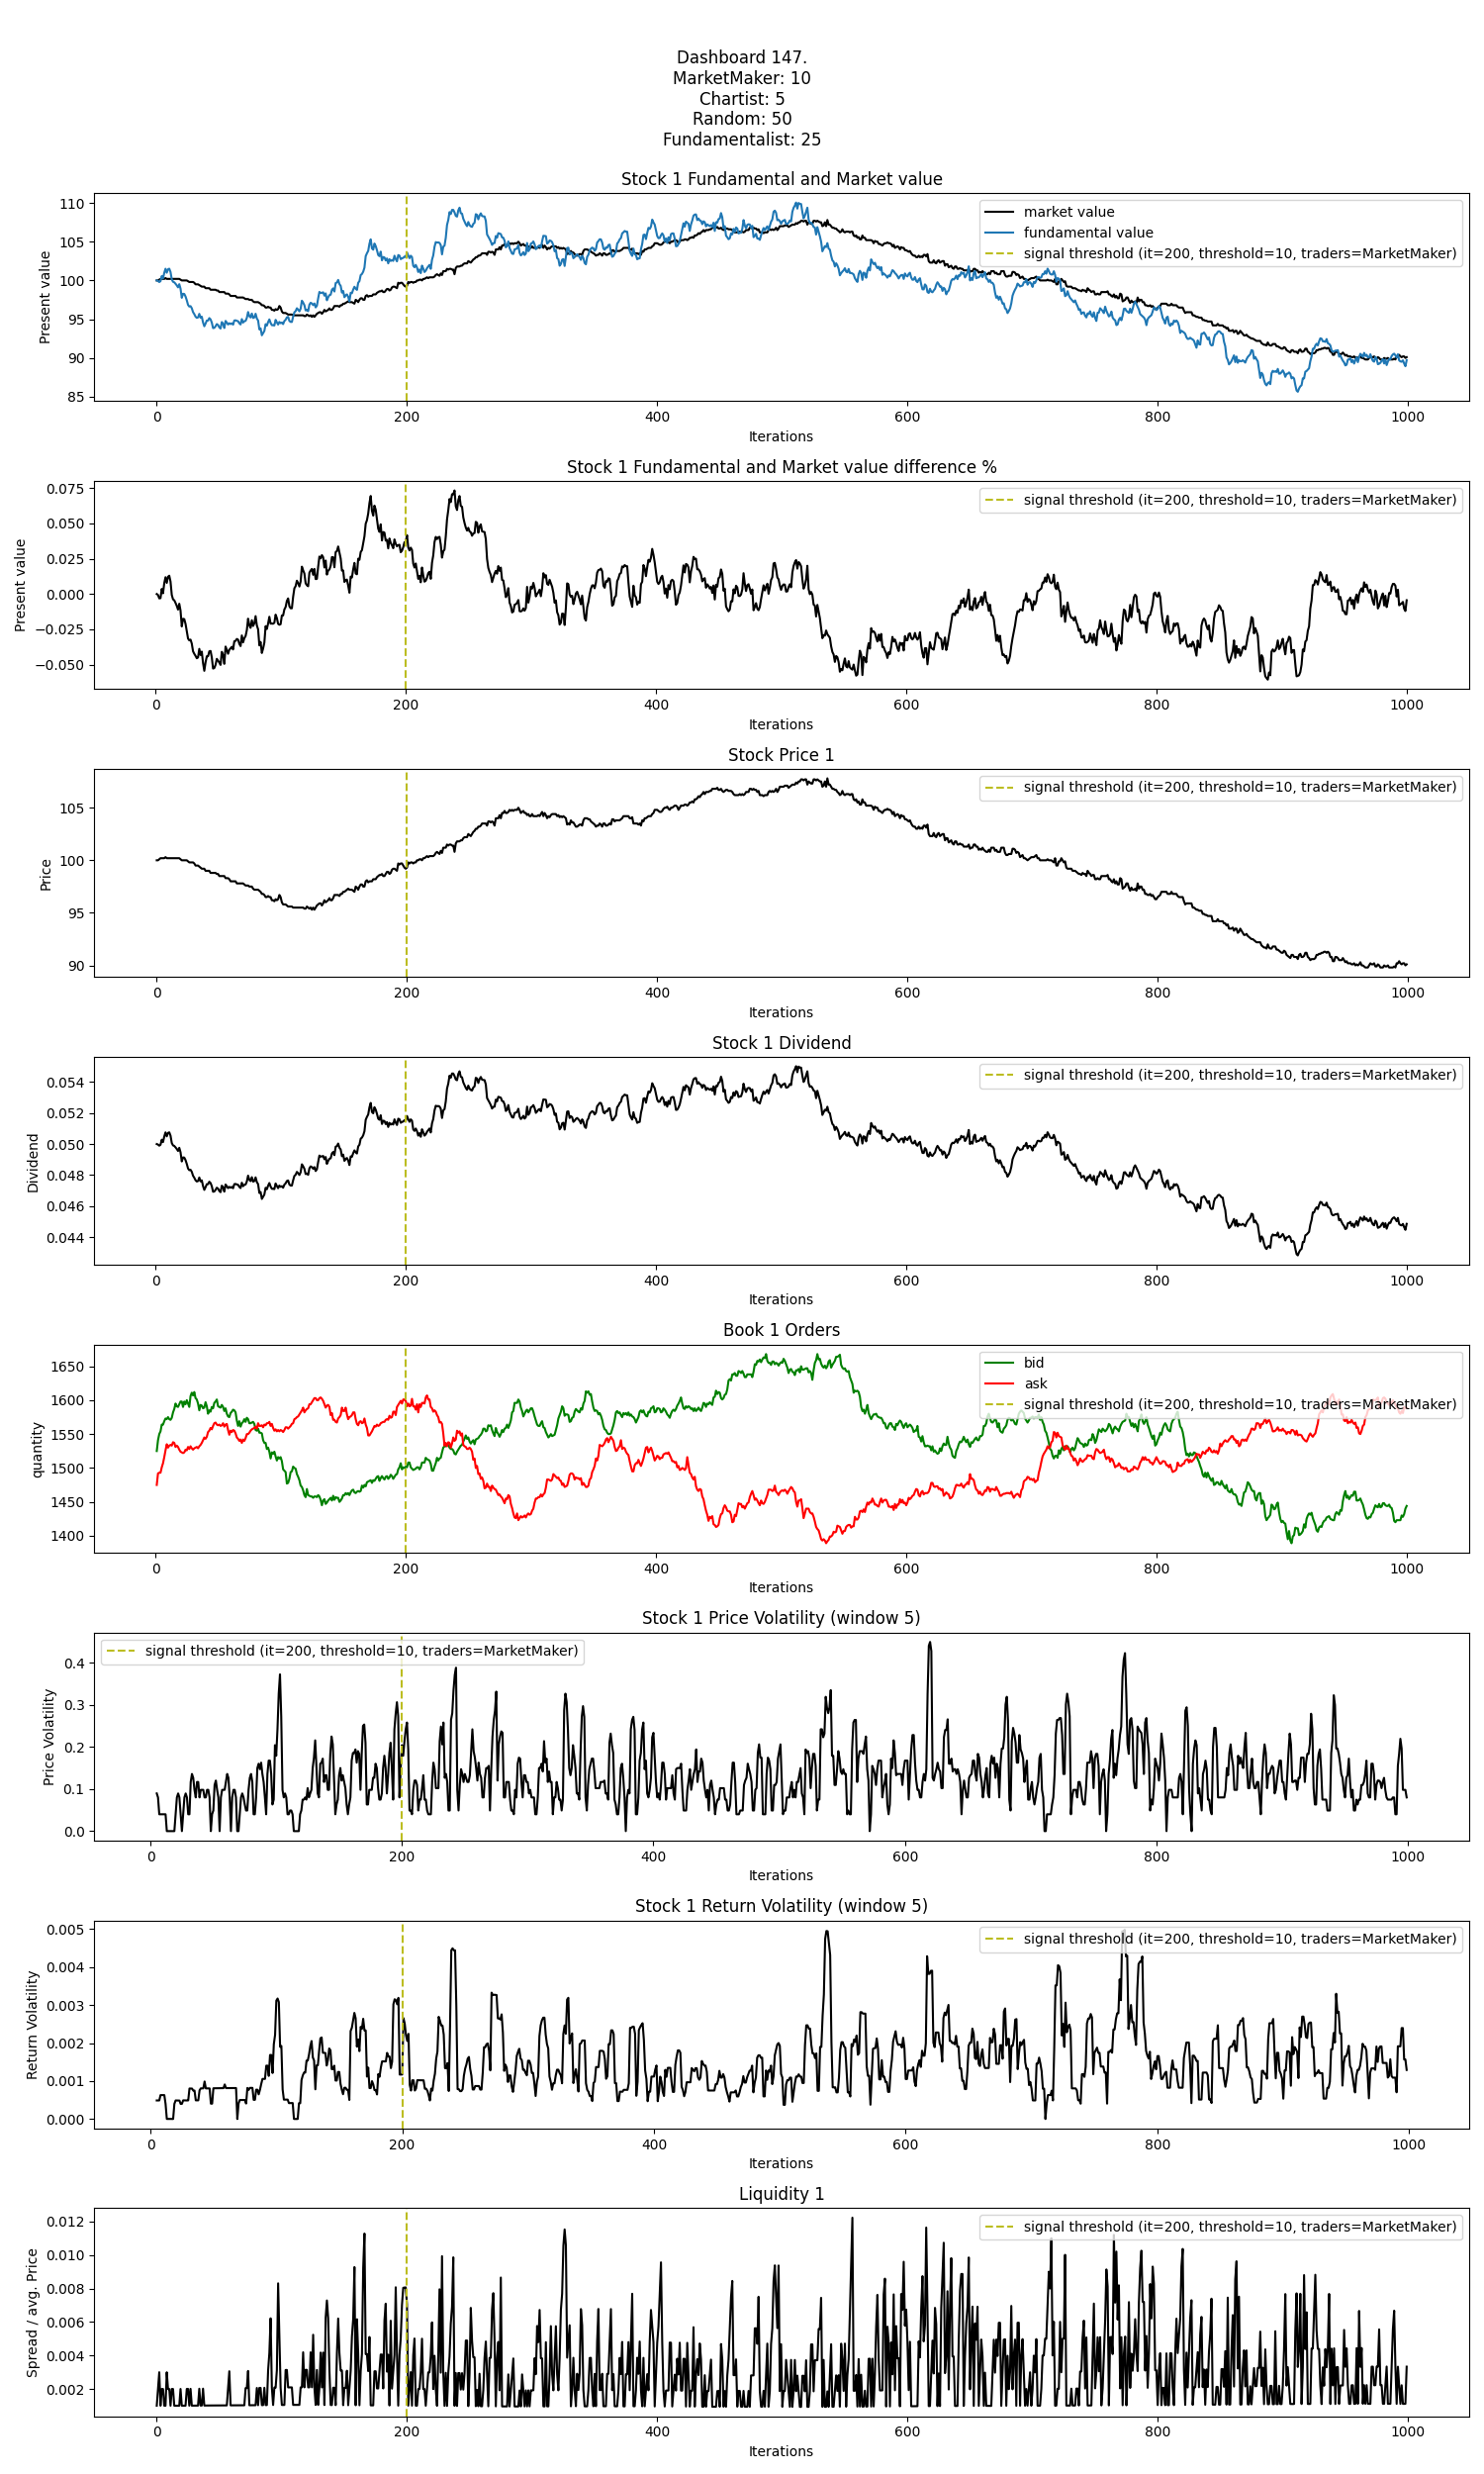 Dashboard 147.
MarketMaker: 10
Chartist: 5
Random: 50
Fundamentalist: 25
Stock 1 Fundamental and Market value
market value
fundamental value
signal threshold (it=200, threshold=10, traders=MarketMaker)
Present value
110
105
100
95
90
85
0 200 400 600 800 1000
Iterations
Stock 1 Fundamental and Market value difference %
signal threshold (it=200, threshold=10, traders=MarketMaker)
Present value
0.075
0.050
0.025
0.000
−0.025
−0.050
0 200 400 600 800 1000
Iterations
Stock Price 1
signal threshold (it=200, threshold=10, traders=MarketMaker)
Price
105
100
95
90
0 200 400 600 800 1000
Iterations
Stock 1 Dividend
signal threshold (it=200, threshold=10, traders=MarketMaker)
Dividend
0.054
0.052
0.050
0.048
0.046
0.044
0 200 400 600 800 1000
Iterations
Book 1 Orders
bid
ask
signal threshold (it=200, threshold=10, traders=MarketMaker)
quantity
1650
1600
1550
1500
1450
1400
0 200 400 600 800 1000
Iterations
Stock 1 Price Volatility (window 5)
signal threshold (it=200, threshold=10, traders=MarketMaker)
Price Volatility
0.4
0.3
0.2
0.1
0.0
0 200 400 600 800 1000
Iterations
Stock 1 Return Volatility (window 5)
signal threshold (it=200, threshold=10, traders=MarketMaker)
Return Volatility
0.005
0.004
0.003
0.002
0.001
0.000
0 200 400 600 800 1000
Iterations
Liquidity 1
signal threshold (it=200, threshold=10, traders=MarketMaker)
Spread / avg. Price
0.012
0.010
0.008
0.006
0.004
0.002
0 200 400 600 800 1000
Iterations